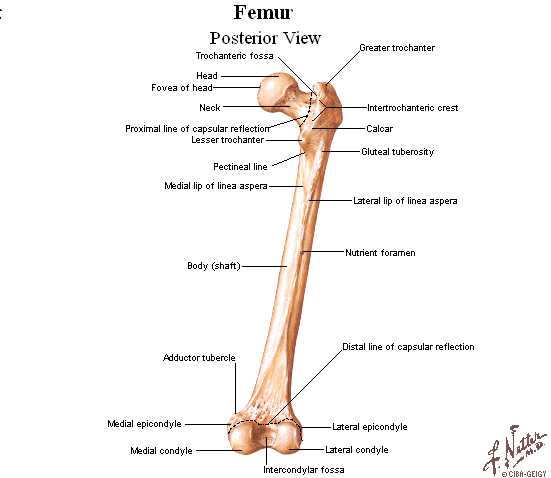 Femur
Posterior View
Trochanteric fossa
Greater trochanter
Head
Fovea of head
Neck
Intertrochanteric crest
Proximal line of capsular reflection
Calcar
Lesser trochanter
Gluteal tuberosity
Pectineal line
Medial lip of linea aspera
Lateral lip of linea aspera
Nutrient foramen
Body (shaft)
Distal line of capsular reflection
Adductor tubercle
Medial epicondyle
Lateral epicondyle
Medial condyle
Lateral condyle
Intercondylar fossa
F. Netter
M.D.
© CIBA-GEIGY